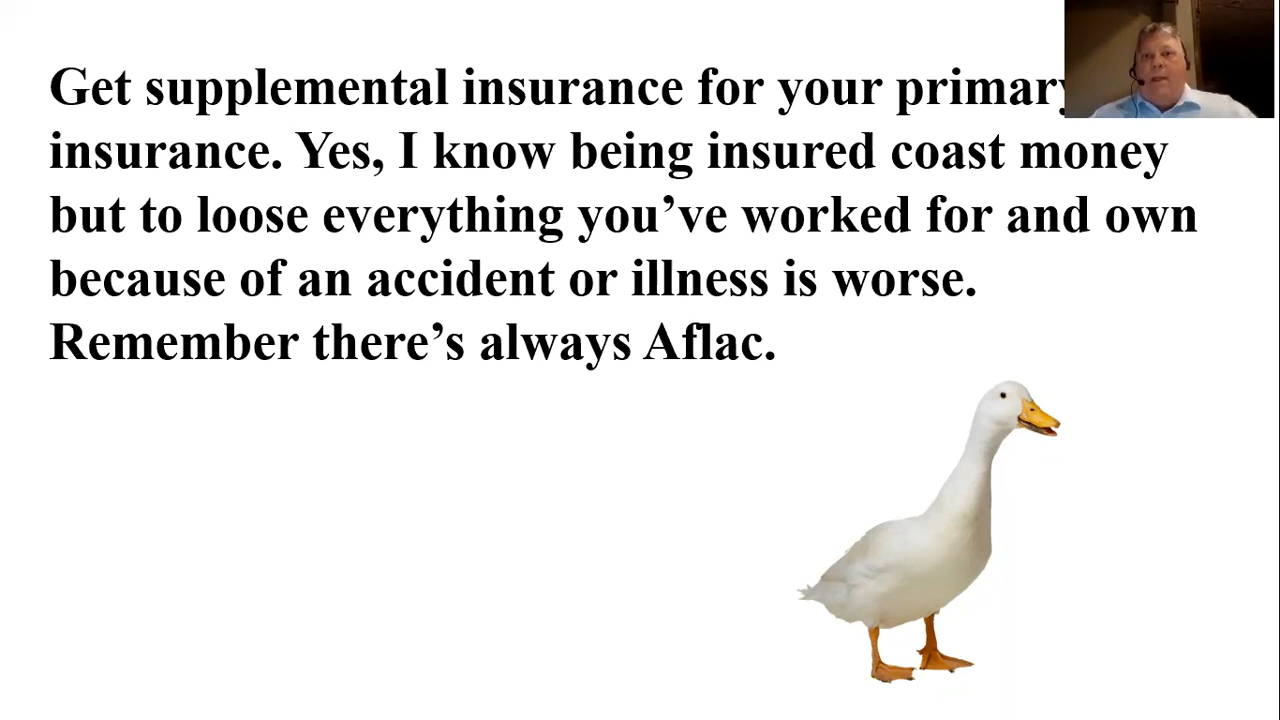 Get supplemental insurance for your primary
insurance. Yes, I know being insured coast money
but to loose everything you’ve worked for and own
because of an accident or illness is worse.
Remember there’s always Aflac.